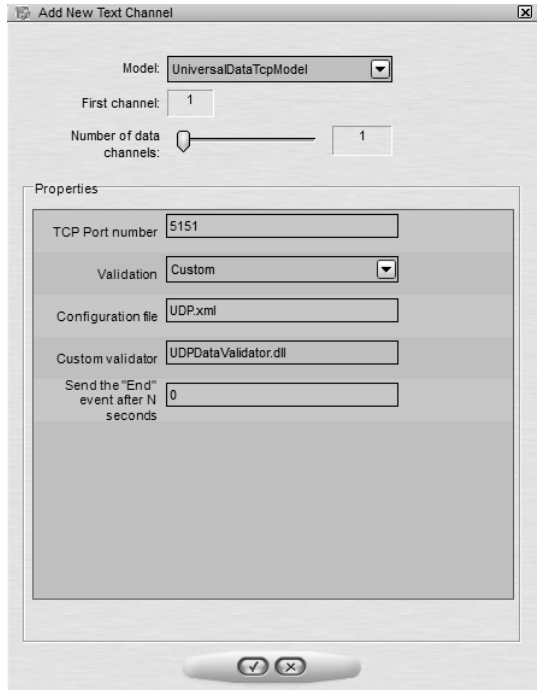 Add New Text Channel
Model: UniversalDataTcpModel
First channel: 1
Number of data
channels: 1
Properties
TCP Port number 5151
Validation Custom
Configuration file UDP.xml
Custom validator UDPDataValidator.dll
Send the "End"
event after N
seconds 0